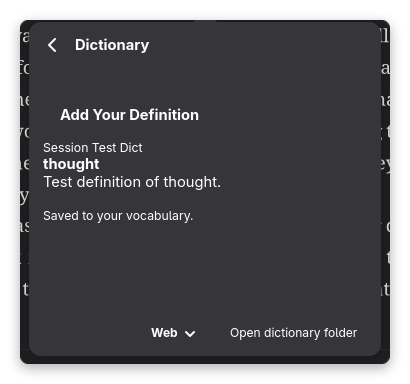 Dictionary
Add Your Definition
Session Test Dict
thought
Test definition of thought.
Saved to your vocabulary.
Web
Open dictionary folder